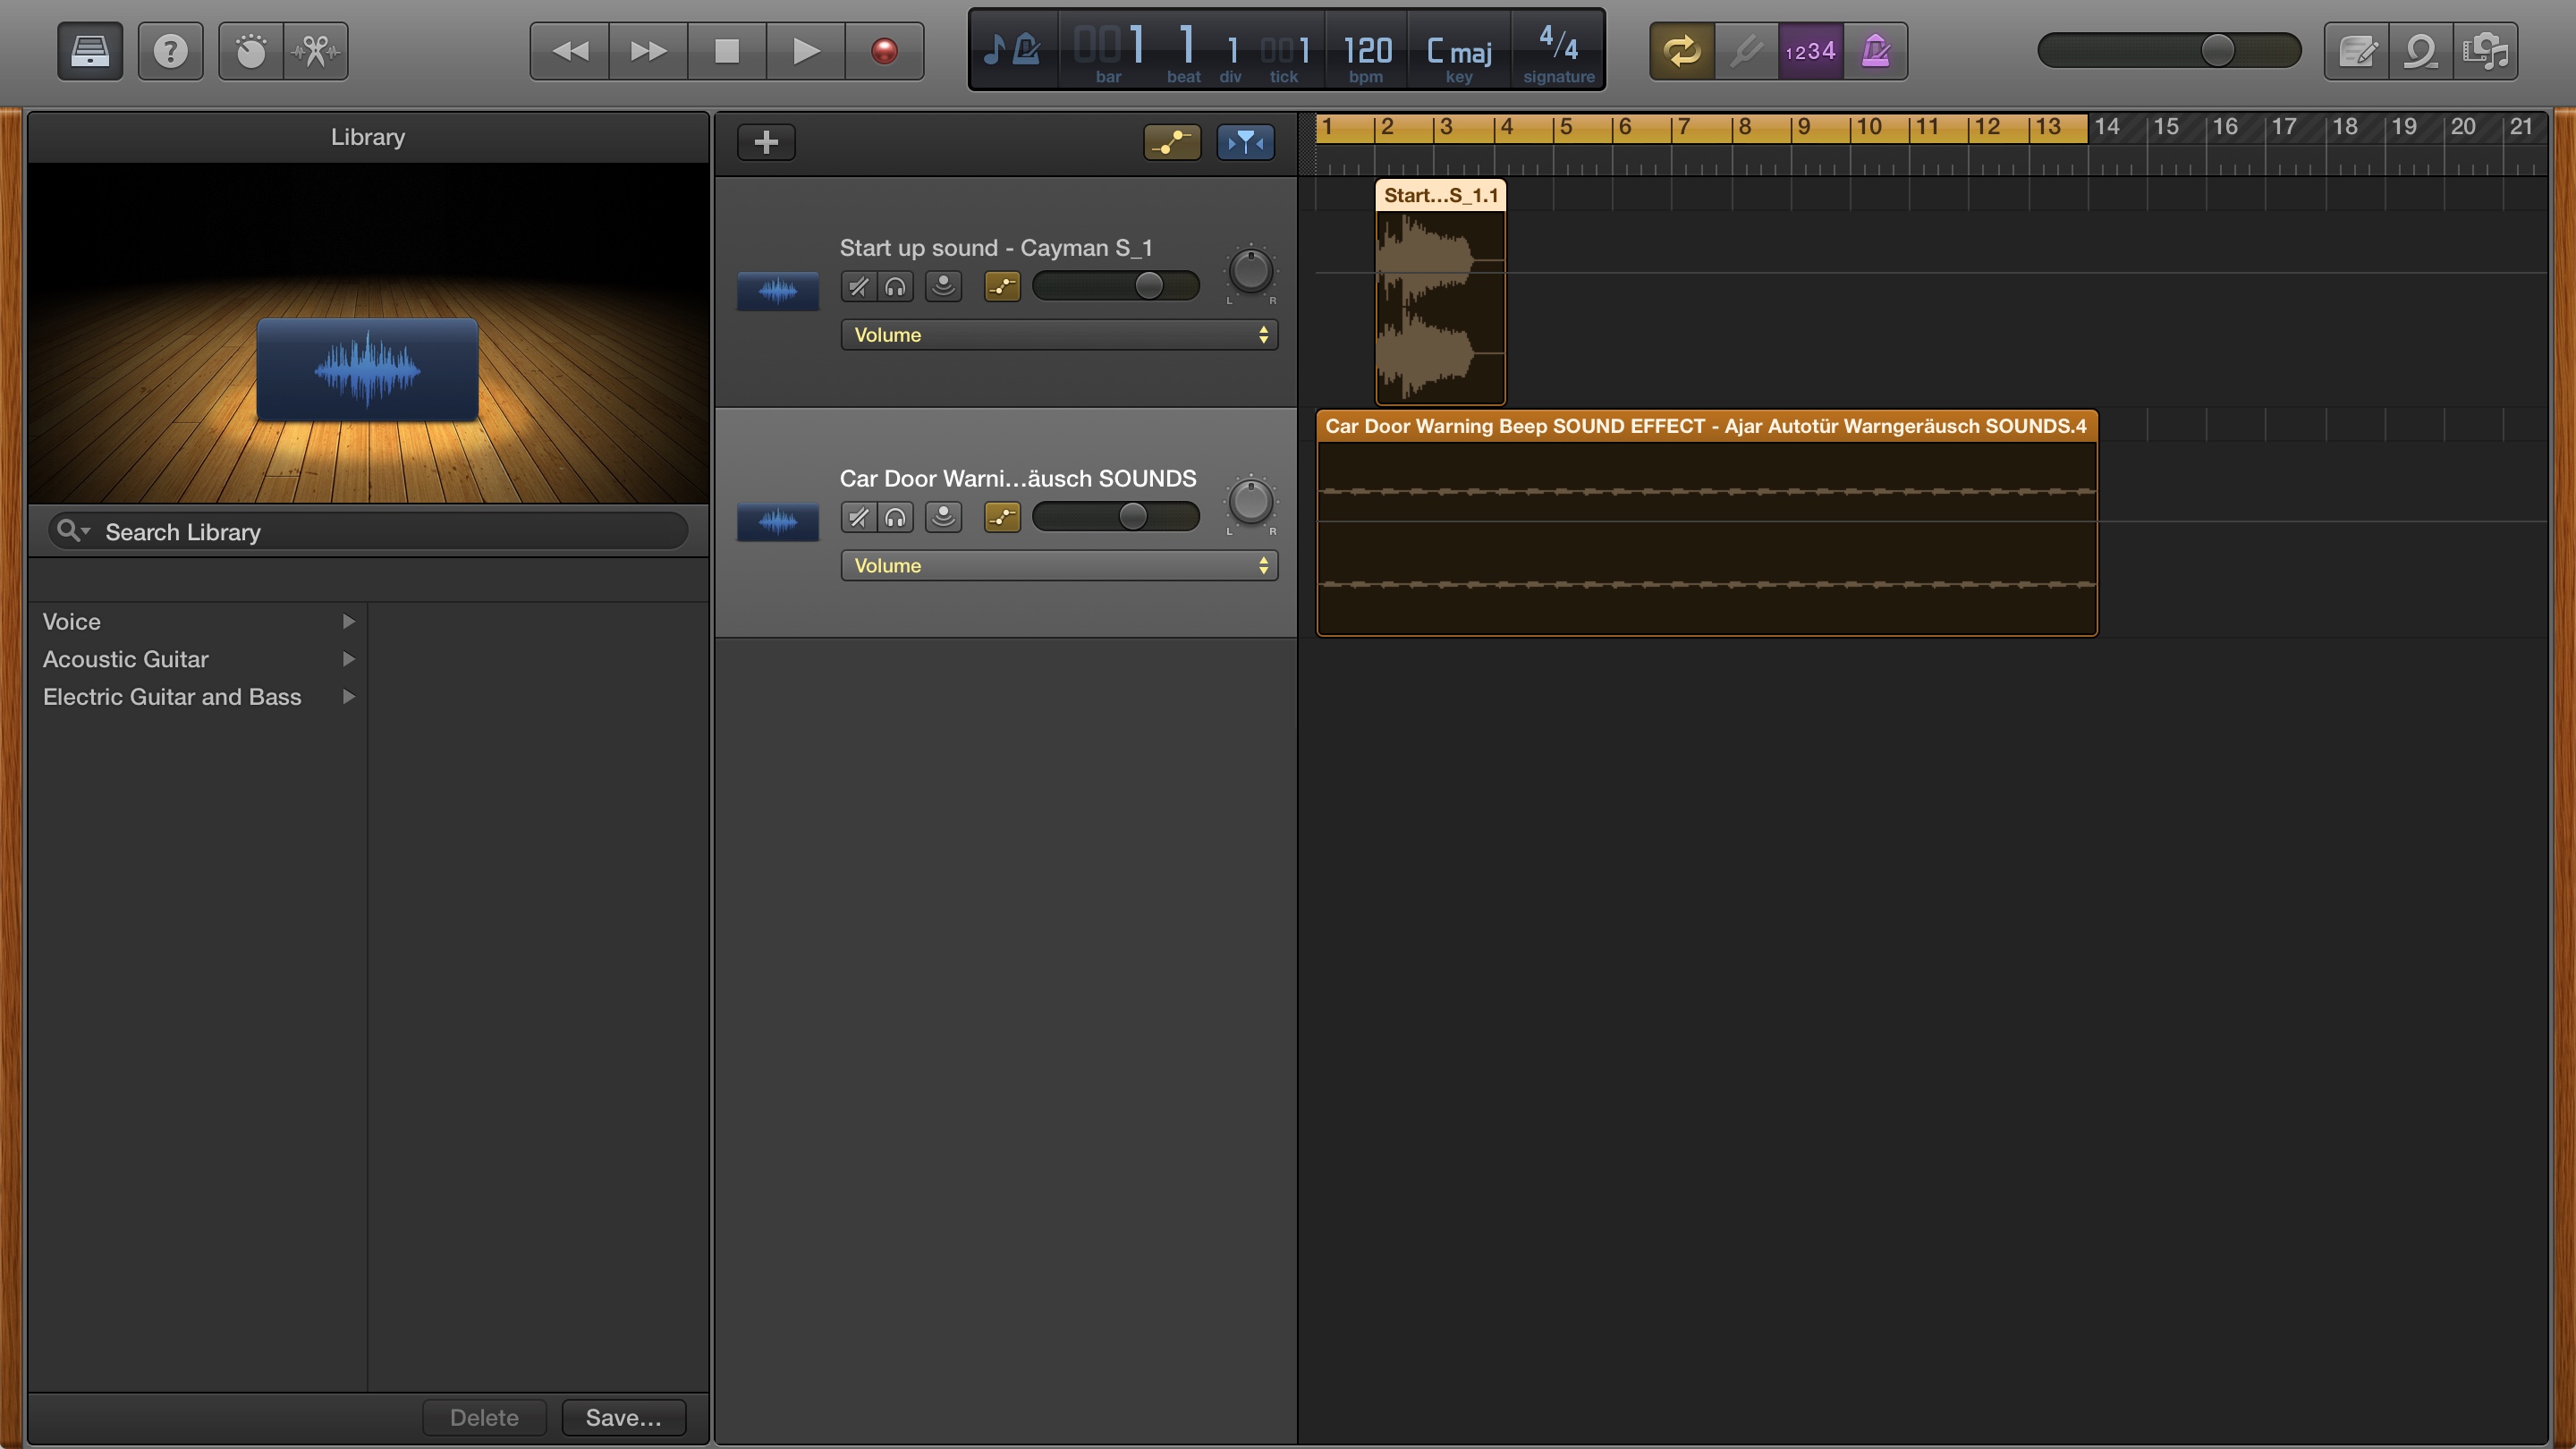 001 1 1 001 120 C maj 4/4
bar beat div tick bpm key signature
1234
Library
1 2 3 4 5 6 7 8 9 10 11 12 13 14 15 16 17 18 19 20 21
Start...S_1.1
Start up sound - Cayman S_1
L R
Volume
Car Door Warning Beep SOUND EFFECT - Ajar Autotür Warngeräusch SOUNDS.4
Car Door Warni...äusch SOUNDS
L R
Volume
Search Library
Voice
Acoustic Guitar
Electric Guitar and Bass
Delete Save...